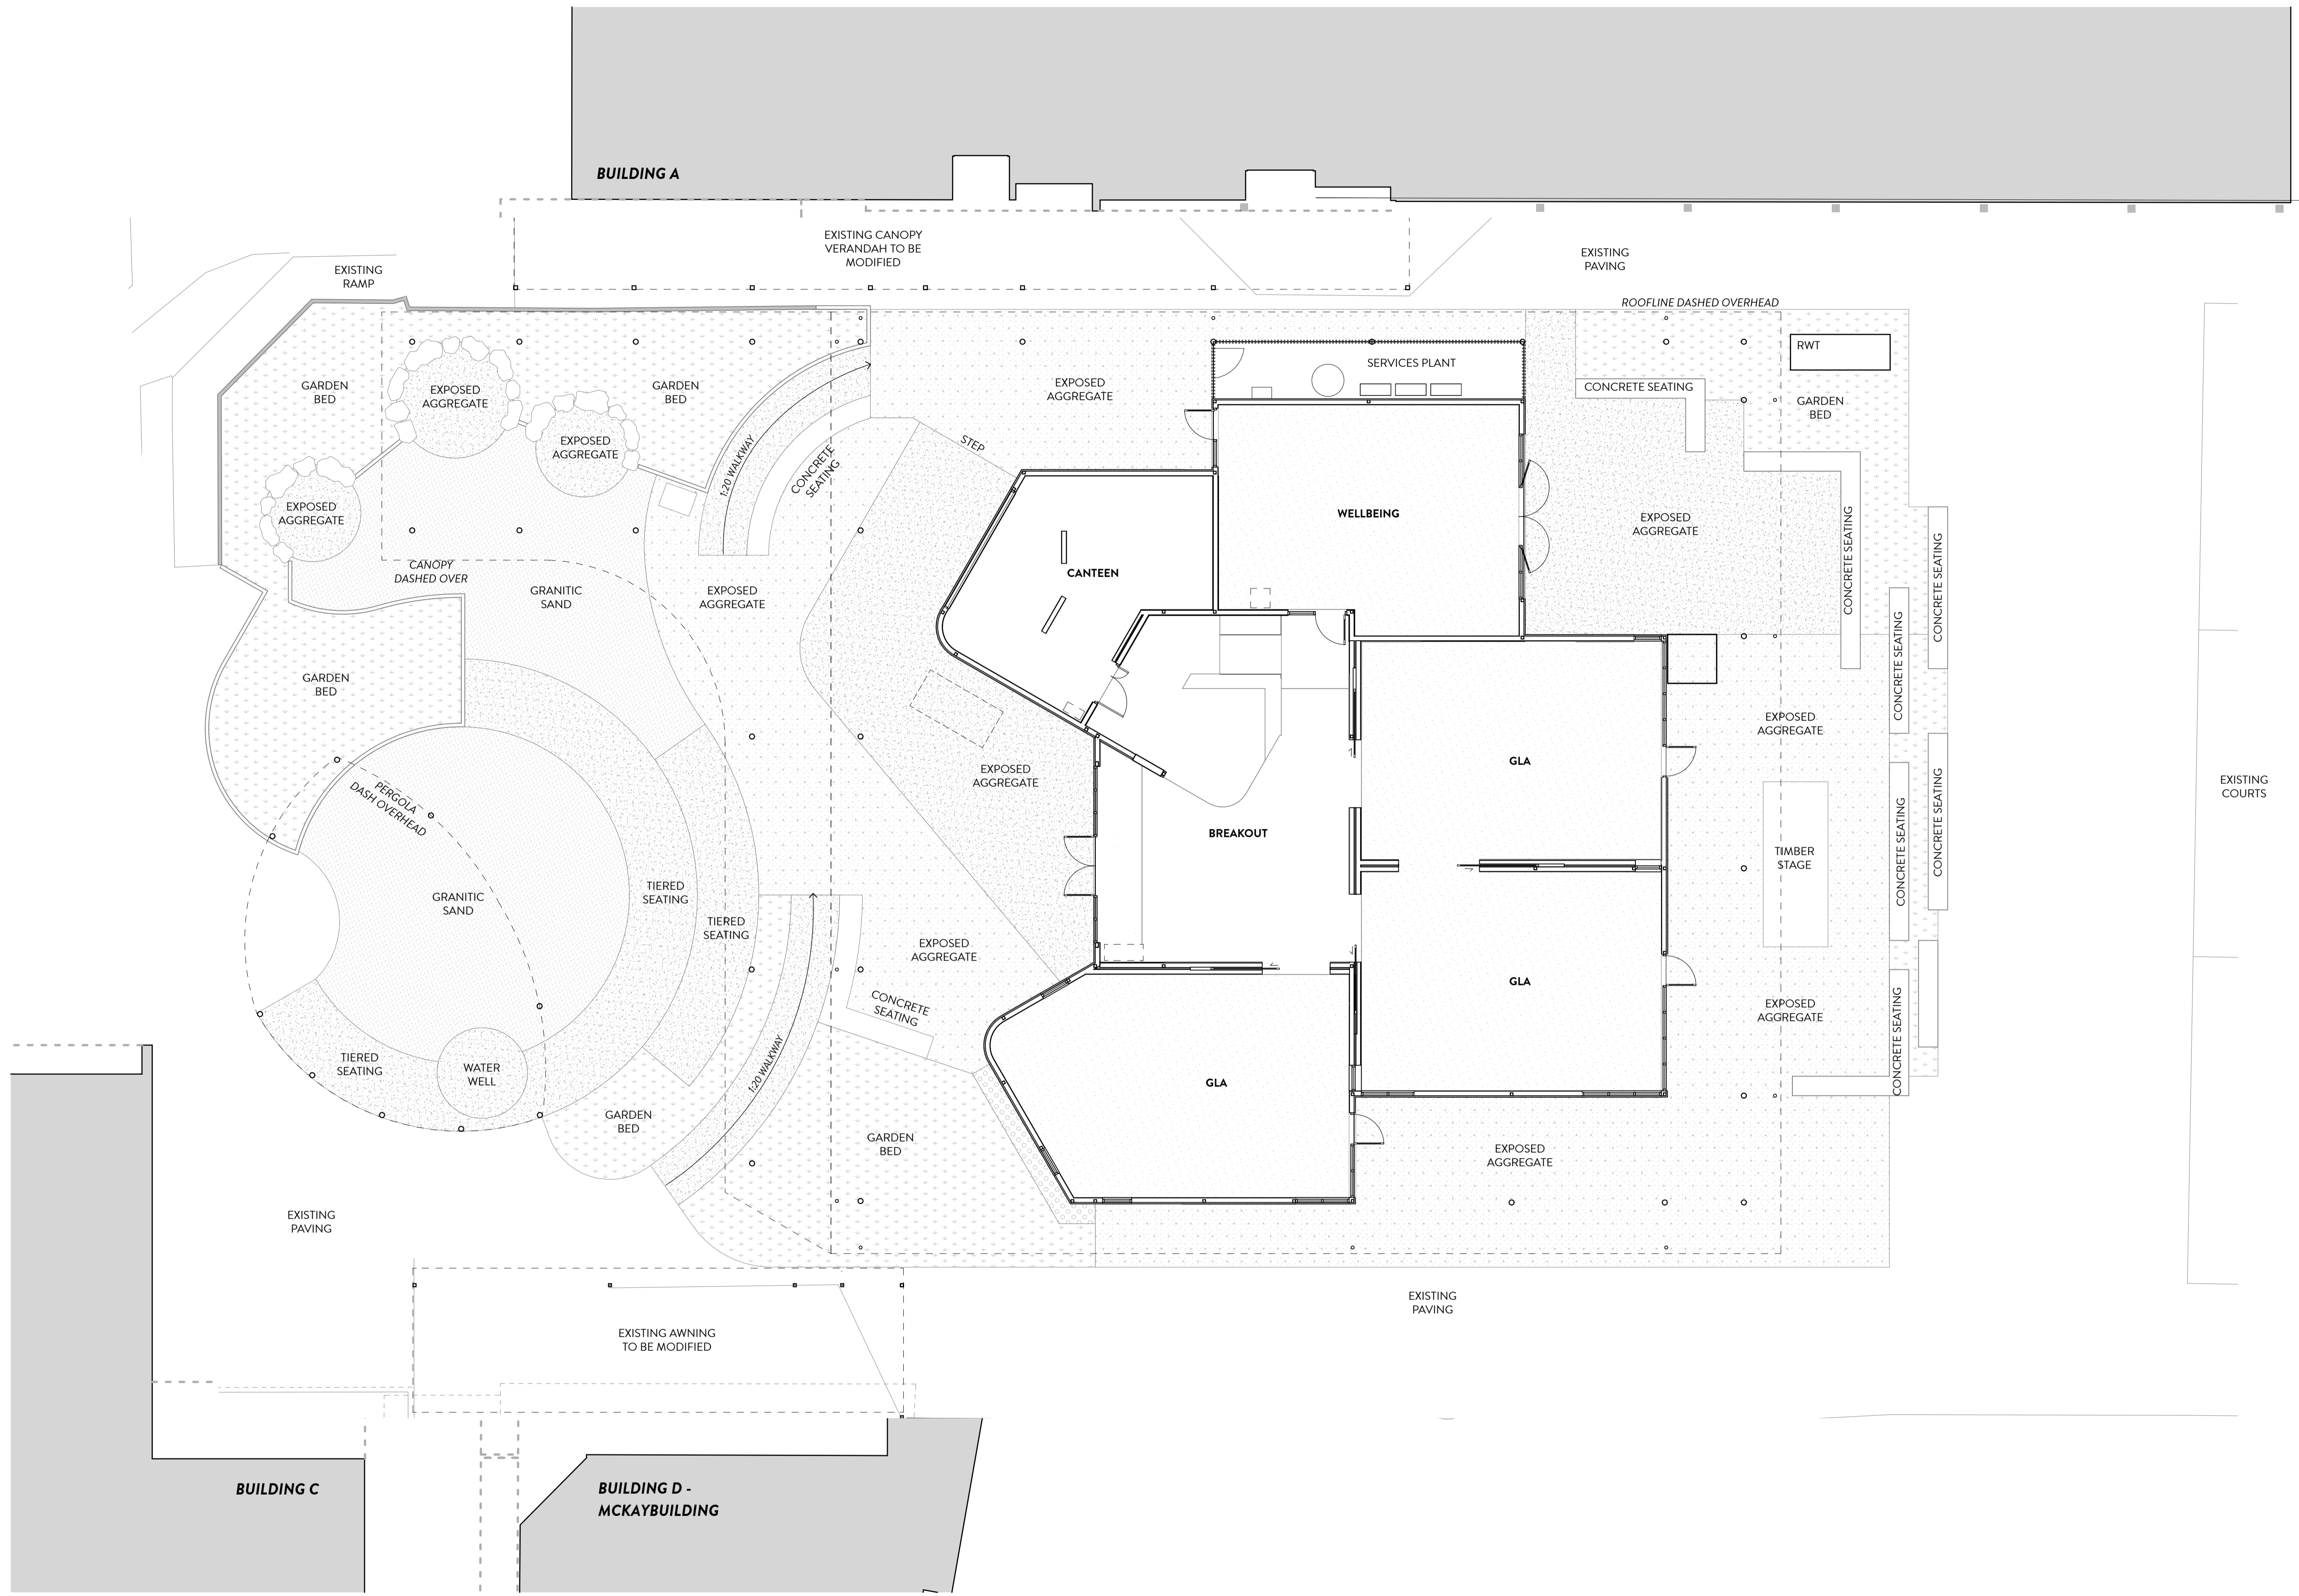 BUILDING A
EXISTING CANOPY
VERANDAH TO BE
MODIFIED
EXISTING
PAVING
EXISTING
RAMP
ROOFLINE DASHED OVERHEAD
RWT
SERVICES PLANT
CONCRETE SEATING
GARDEN
BED
EXPOSED
AGGREGATE
GARDEN
BED
EXPOSED
AGGREGATE
GARDEN
BED
EXPOSED
AGGREGATE
STEP
1:20 WALKWAY
CONCRETE
SEATING
EXPOSED
AGGREGATE
WELLBEING
EXPOSED
AGGREGATE
CONCRETE SEATING
CONCRETE SEATING
CANOPY
DASHED OVER
CANTEEN
GRANITIC
SAND
EXPOSED
AGGREGATE
CONCRETE SEATING
GARDEN
BED
EXPOSED
AGGREGATE
GLA
EXPOSED
AGGREGATE
EXISTING
COURTS
PERGOLA
DASH OVERHEAD
BREAKOUT
CONCRETE SEATING
CONCRETE SEATING
TIMBER
STAGE
GRANITIC
SAND
TIERED
SEATING
TIERED
SEATING
EXPOSED
AGGREGATE
GLA
CONCRETE
SEATING
EXPOSED
AGGREGATE
CONCRETE SEATING
TIERED
SEATING
WATER
WELL
1:20 WALKWAY
GLA
GARDEN
BED
GARDEN
BED
EXPOSED
AGGREGATE
EXISTING
PAVING
EXISTING
PAVING
EXISTING AWNING
TO BE MODIFIED
BUILDING C
BUILDING D -
MCKAYBUILDING